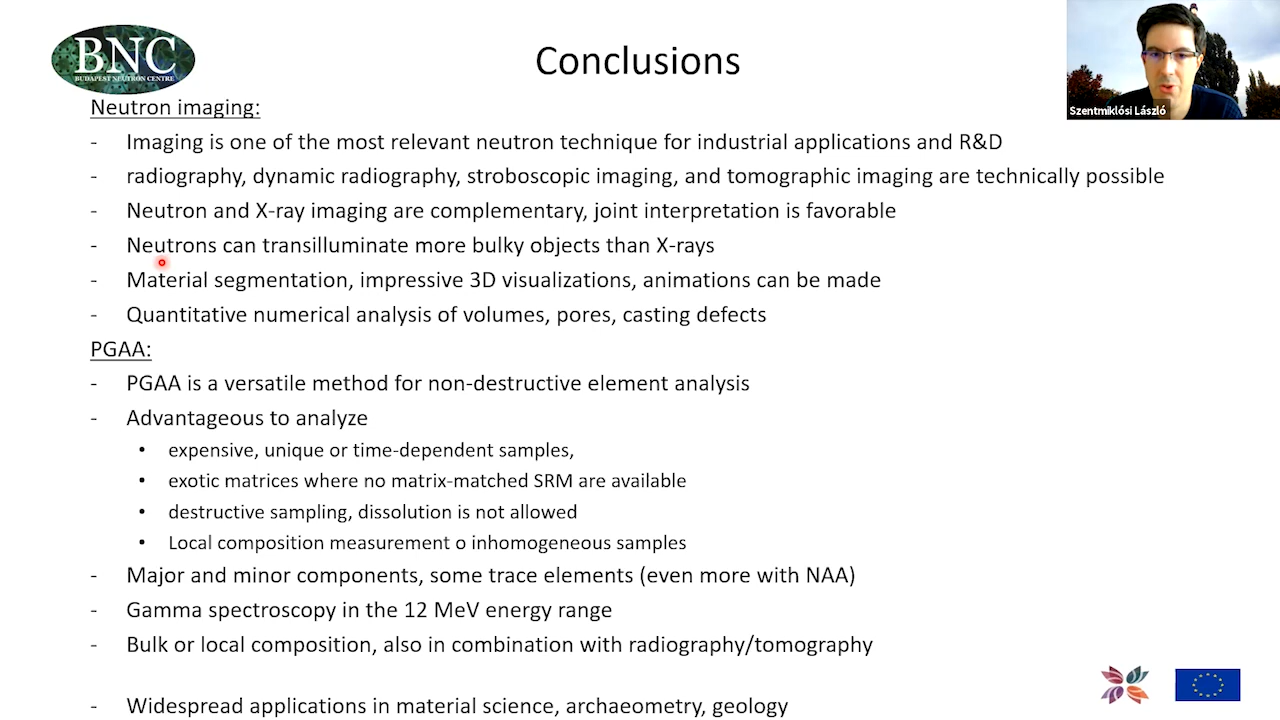 BNC
BUDAPEST NEUTRON CENTRE
Conclusions
Szentmiklósi László
Neutron imaging:
- Imaging is one of the most relevant neutron technique for industrial applications and R&D
- radiography, dynamic radiography, stroboscopic imaging, and tomographic imaging are technically possible
- Neutron and X-ray imaging are complementary, joint interpretation is favorable
- Neutrons can transilluminate more bulky objects than X-rays
- Material segmentation, impressive 3D visualizations, animations can be made
- Quantitative numerical analysis of volumes, pores, casting defects
PGAA:
- PGAA is a versatile method for non-destructive element analysis
- Advantageous to analyze
• expensive, unique or time-dependent samples,
• exotic matrices where no matrix-matched SRM are available
• destructive sampling, dissolution is not allowed
• Local composition measurement o inhomogeneous samples
- Major and minor components, some trace elements (even more with NAA)
- Gamma spectroscopy in the 12 MeV energy range
- Bulk or local composition, also in combination with radiography/tomography
- Widespread applications in material science, archaeometry, geology